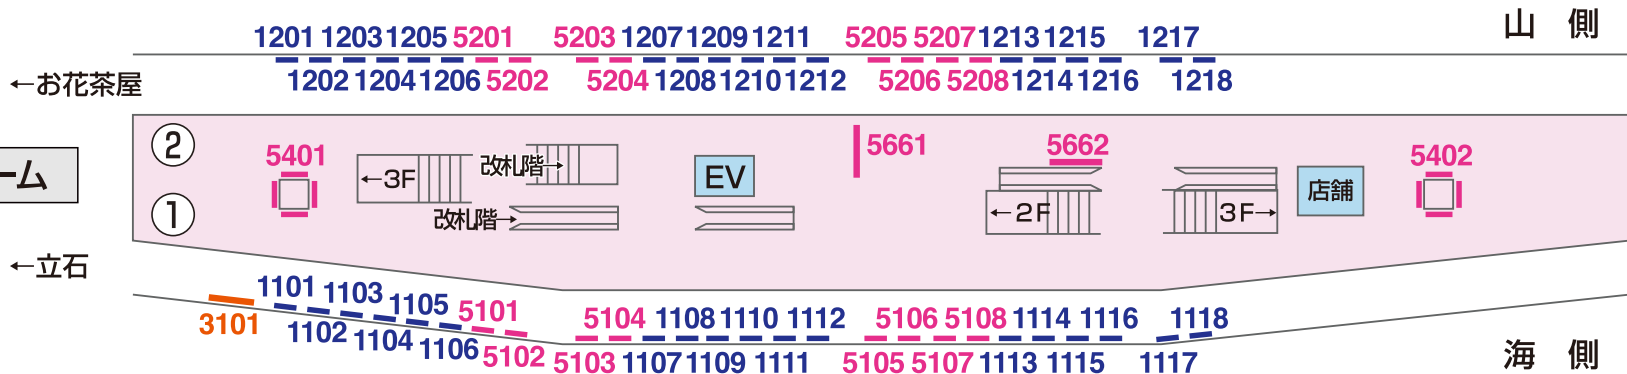 1201 1203 1205 5201 5203 1207 1209 1211 5205 5207 1213 1215 1217 山 側
1202 1204 1206 5202 5204 1208 1210 1212 5206 5208 1214 1216 1218
←お花茶屋
② 5401 ←3F 改札階→ EV 5661 5662 店舗 5402
ーム
① 改札階→ ←2F 3F→
←立石
1101 1103 1105 5101 5104 1108 1110 1112 5106 5108 1114 1116 1118
3101 1102 1104 1106 5102 5103 1107 1109 1111 5105 5107 1113 1115 1117 海 側